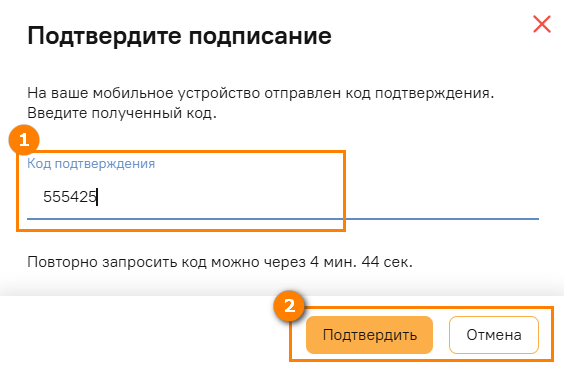 Подтвердите подписание
На ваше мобильное устройство отправлен код подтверждения.
Введите полученный код.
1
Код подтверждения
555425
Повторно запросить код можно через 4 мин. 44 сек.
2
Подтвердить Отмена